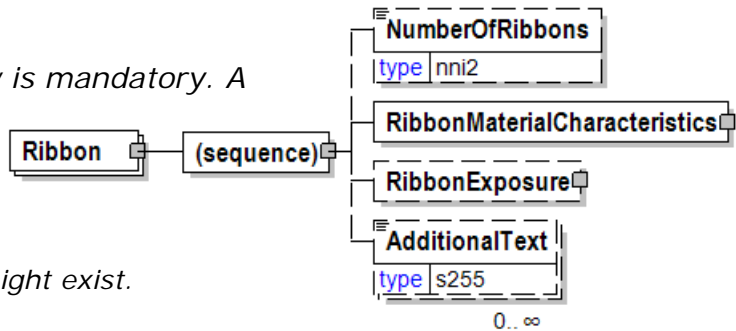 NumberOfRibbons
type nni2
is mandatory. A
RibbonMaterialCharacteristics
Ribbon
(sequence)
RibbonExposure
AdditionalText
type s255
ight exist.
0.. ∞